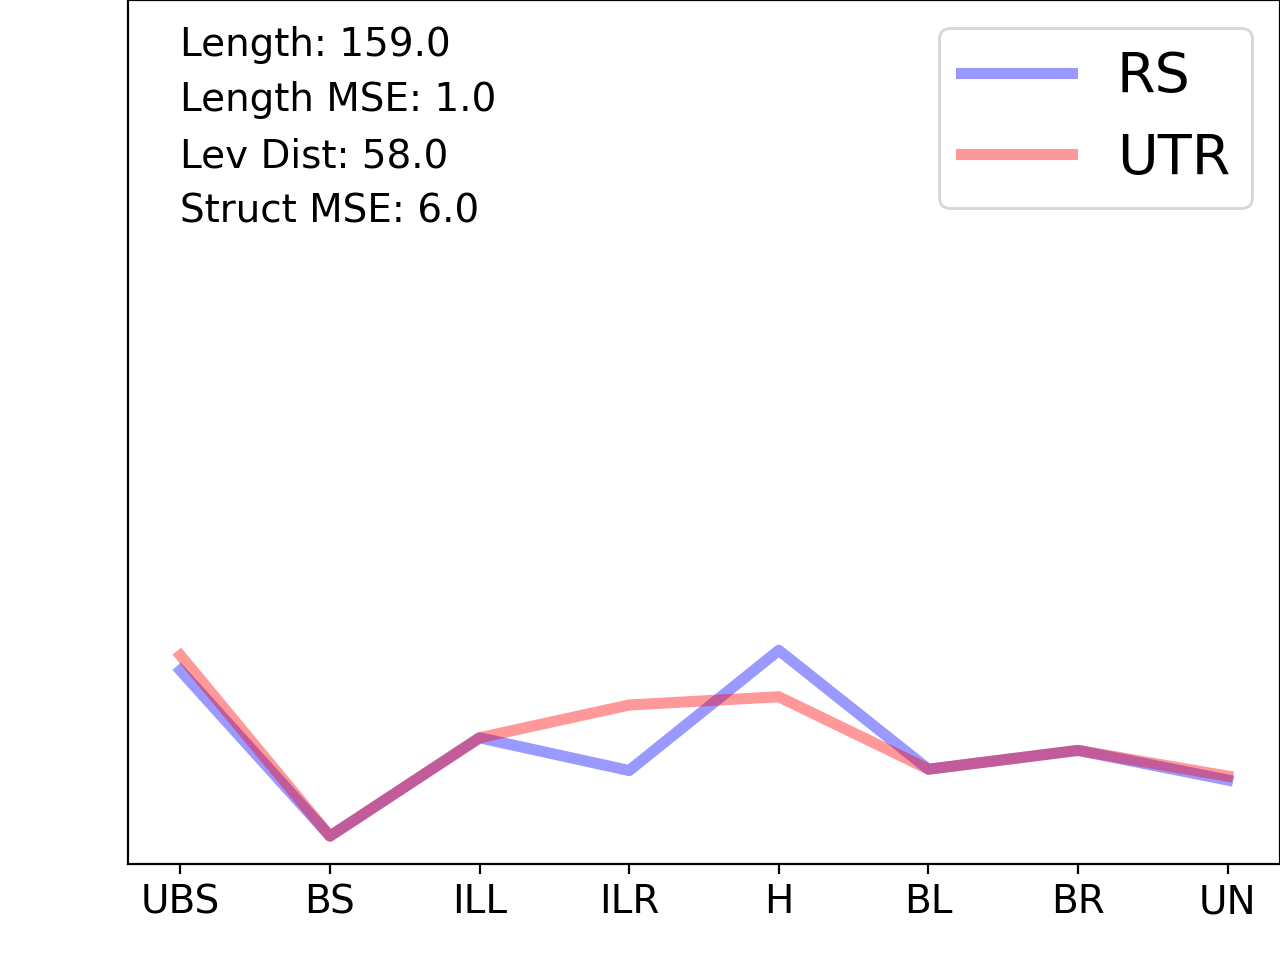 Length: 159.0
Length MSE: 1.0
Lev Dist: 58.0
Struct MSE: 6.0
RS
UTR
UBS BS ILL ILR H BL BR UN